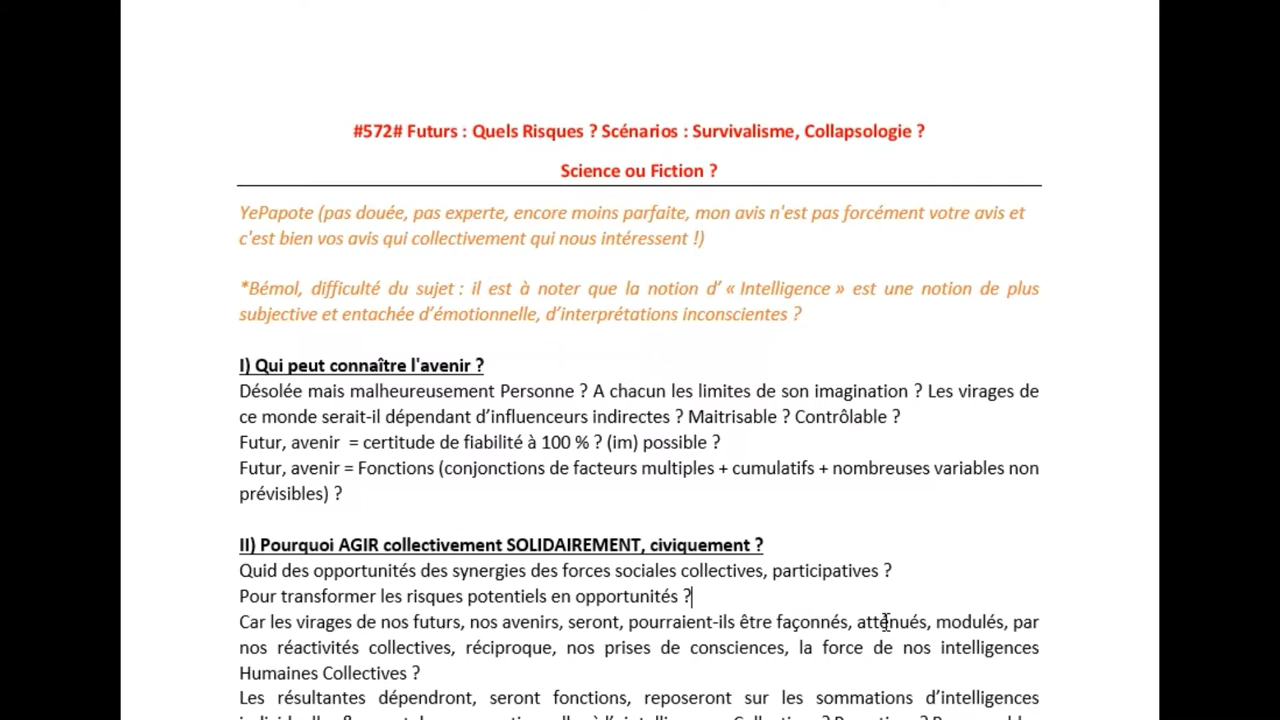 #572# Futurs : Quels Risques ? Scénarios : Survivalisme, Collapsologie ?
Science ou Fiction ?
YePapote (pas douée, pas experte, encore moins parfaite, mon avis n'est pas forcément votre avis et
c'est bien vos avis qui collectivement qui nous intéressent !)
*Bémol, difficulté du sujet : il est à noter que la notion d’ « Intelligence » est une notion de plus
subjective et entachée d’émotionnelle, d’interprétations inconscientes ?
I) Qui peut connaître l'avenir ?
Désolée mais malheureusement Personne ? A chacun les limites de son imagination ? Les virages de
ce monde serait-il dépendant d’influenceurs indirectes ? Maitrisable ? Contrôlable ?
Futur, avenir = certitude de fiabilité à 100 % ? (im) possible ?
Futur, avenir = Fonctions (conjonctions de facteurs multiples + cumulatifs + nombreuses variables non
prévisibles) ?
II) Pourquoi AGIR collectivement SOLIDAIREMENT, civiquement ?
Quid des opportunités des synergies des forces sociales collectives, participatives ?
Pour transformer les risques potentiels en opportunités ?
Car les virages de nos futurs, nos avenirs, seront, pourraient-ils être façonnés, atténués, modulés, par
nos réactivités collectives, réciproque, nos prises de consciences, la force de nos intelligences
Humaines Collectives ?
Les résultantes dépendront, seront fonctions, reposeront sur les sommations d’intelligences